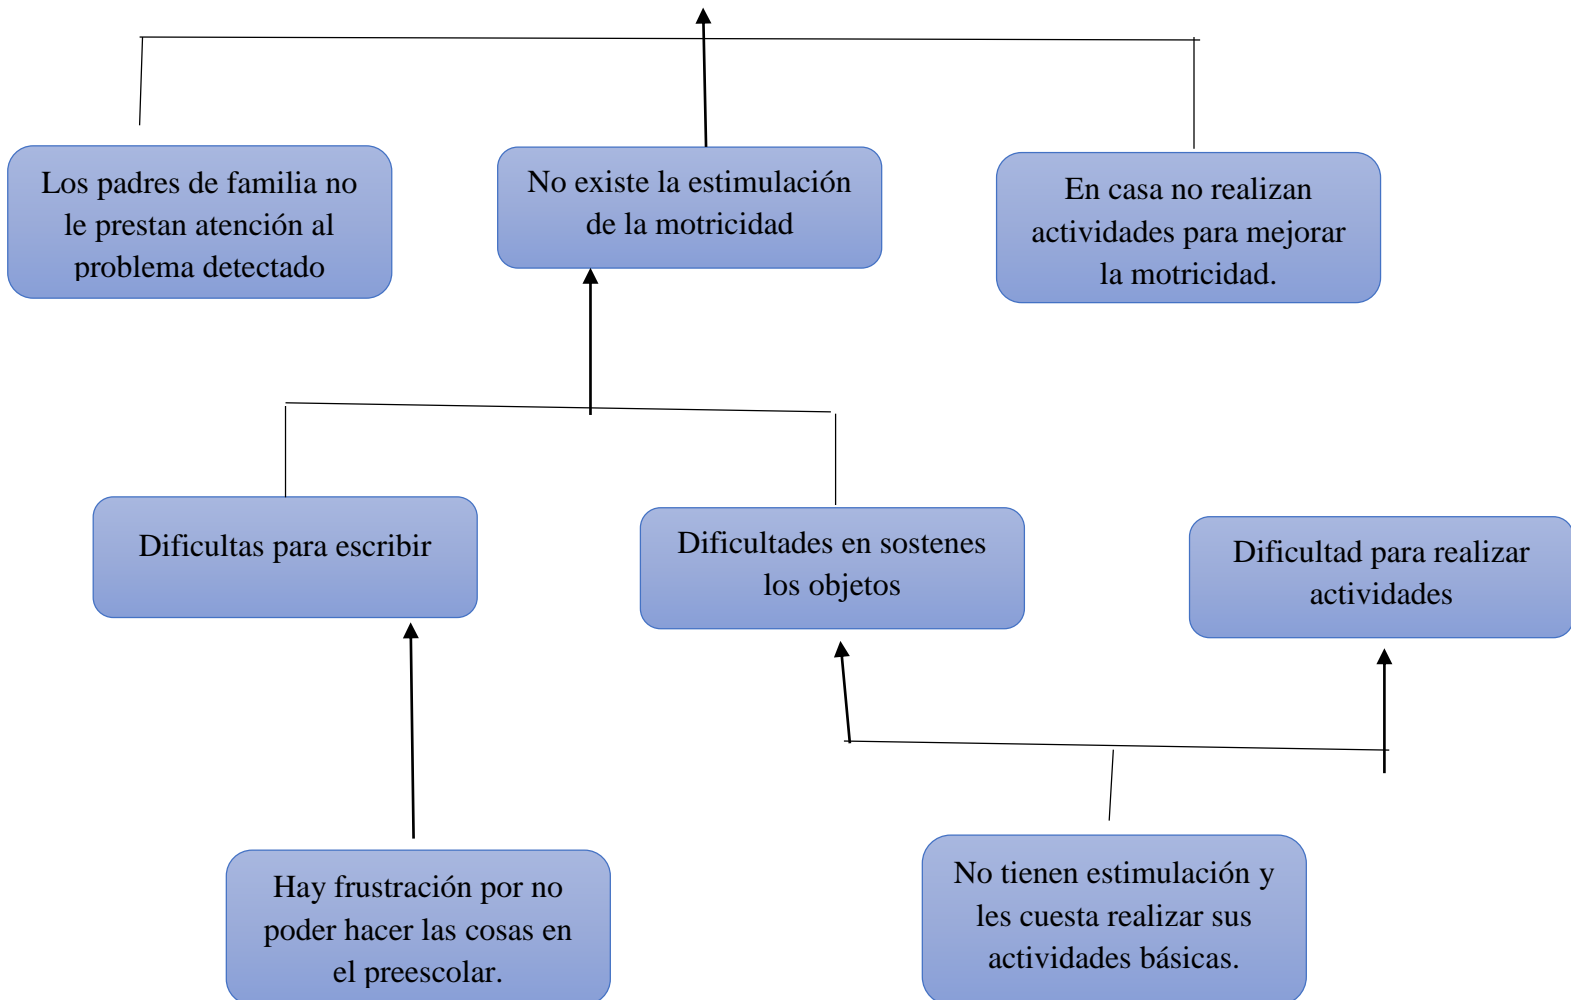 Los padres de familia no
le prestan atención al
problema detectado
No existe la estimulación
de la motricidad
En casa no realizan
actividades para mejorar
la motricidad.
Dificultas para escribir
Dificultades en sostenes
los objetos
Dificultad para realizar
actividades
Hay frustración por no
poder hacer las cosas en
el preescolar.
No tienen estimulación y
les cuesta realizar sus
actividades básicas.